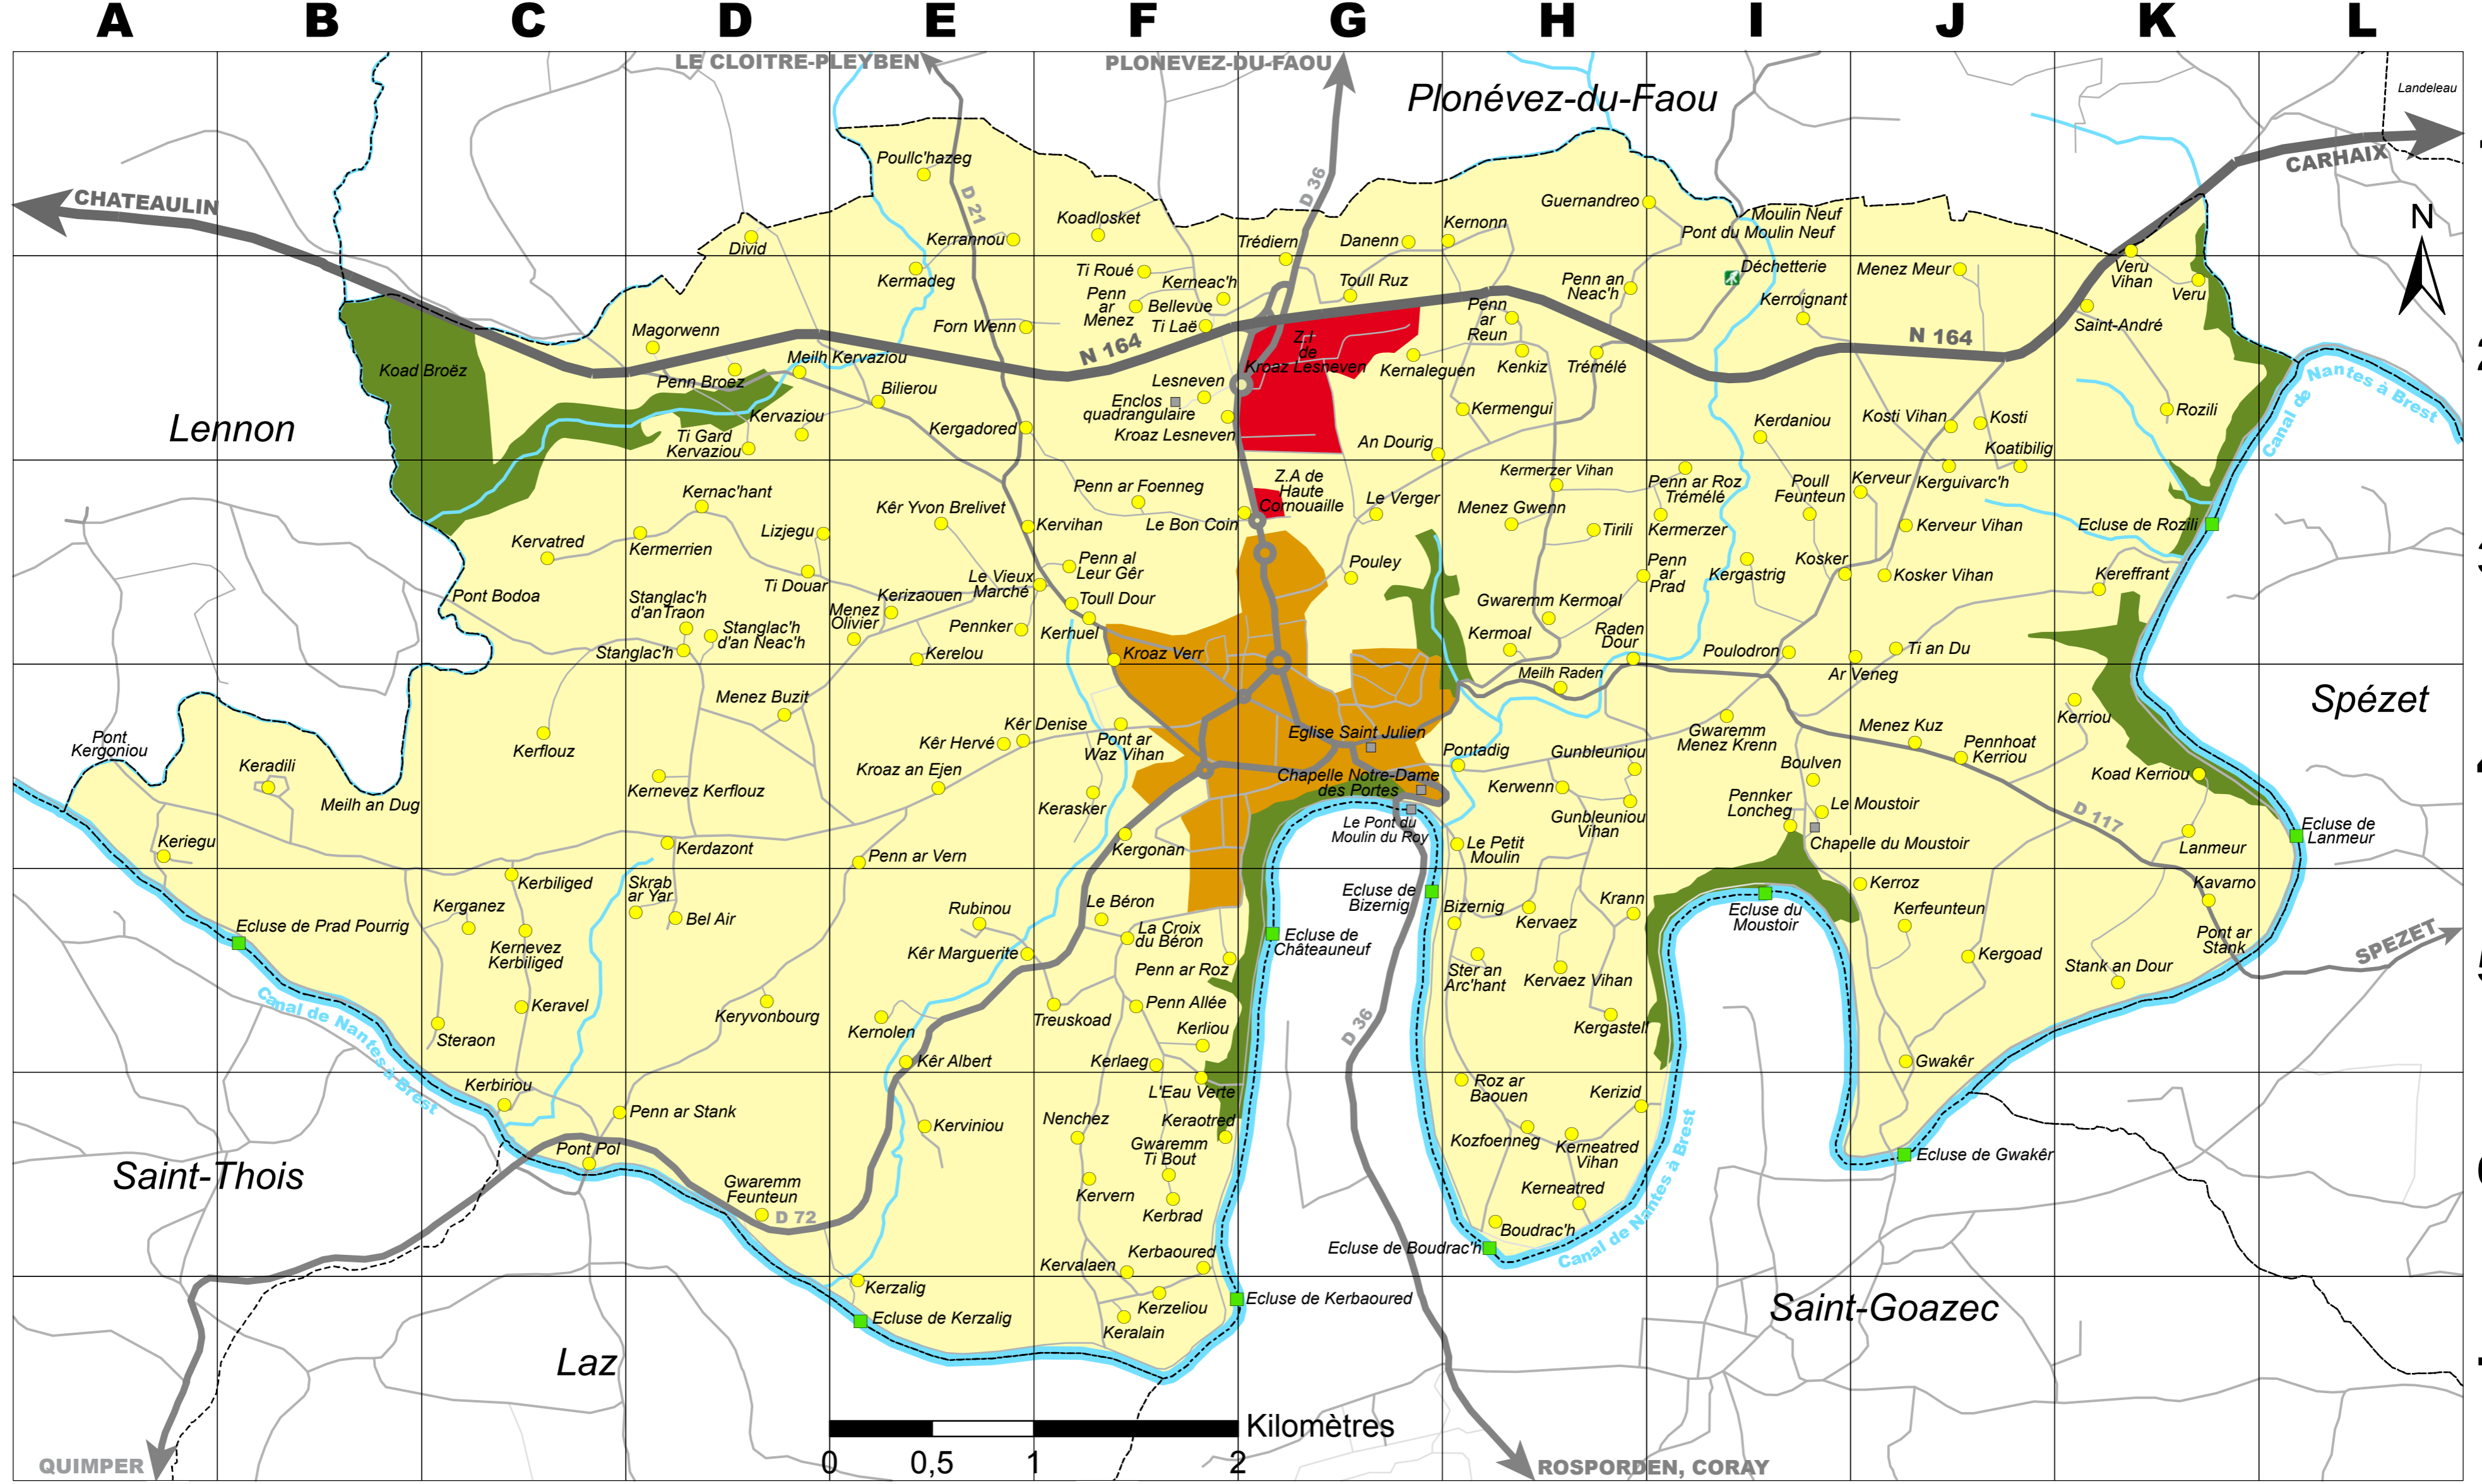 A B C D E F G H I J K L
LE CLOITRE-PLEYBEN
PLONEVEZ-DU-FAOU
Plonévez-du-Faou
Landeleau
CARHAIX
CHATEAULIN
N
Poullc'hazeg
D 21
D 36
Koadlosket
Kerrannou
Divid
Trédiern
Danenn
Kernonn
Guernandreo
Moulin Neuf
Pont du Moulin Neuf
Kermadeg
Ti Roué
Kerneac'h
Penn
ar
Menez
Bellevue
Ti Laë
Forn Wenn
Toull Ruz
Penn an
Neac'h
Penn
ar
Reun
Déchetterie
Kerroignant
Menez Meur
Veru
Vihan
Veru
Saint-André
Magorwenn
Meilh Kervaziou
N 164
Z.I
de
Kroaz Lesneven
Kernaleguen
Kenkiz
Trémélé
N 164
Koad Broëz
Penn Broez
Bilierou
Lesneven
Enclos
quadrangulaire
Kroaz Lesneven
Kermengui
Lennon
Kervaziou
Ti Gard
Kervaziou
Kergadored
An Dourig
Kerdaniou
Kosti Vihan
Kosti
Koatibilig
Rozili
Canal de Nantes à Brest
Kernac'hant
Kêr Yvon Brelivet
Penn ar Foenneg
Z.A de
Haute
Cornouaille
Le Bon Coin
Le Verger
Kermerzer Vihan
Menez Gwenn
Tirili
Penn ar Roz
Trémélé
Kermerzer
Poull
Feunteun
Kerveur
Kerguivarc'h
Kerveur Vihan
Ecluse de Rozili
Kervatred
Kermerrien
Lizjegu
Kervihan
Ti Douar
Penn al
Leur Gêr
Le Vieux
Marché
Pouley
Penn
ar
Prad
Kergastrig
Kosker
Kosker Vihan
Kereffrant
Pont Bodoa
Stanglac'h
d'anTraon
Stanglac'h
d'an Neac'h
Stanglac'h
Menez
Olivier
Kerizaouen
Pennker
Toull Dour
Kerhuel
Kerelou
Kroaz Verr
Gwaremm Kermoal
Kermoal
Raden
Dour
Meilh Raden
Poulodron
Ti an Du
Ar Veneg
Spézet
Pont
Kergoniou
Menez Buzit
Kerflouz
Kêr Denise
Kêr Hervé
Pont ar
Waz Vihan
Eglise Saint Julien
Pontadig
Gunbleuniou
Gwaremm
Menez Krenn
Menez Kuz
Pennhoat
Kerriou
Kerriou
Koad Kerriou
Keradili
Meilh an Dug
Kernevez Kerflouz
Kroaz an Ejen
Kerasker
Chapelle Notre-Dame
des Portes
Kerwenn
Gunbleuniou
Vihan
Boulven
Pennker
Loncheg
Le Moustoir
Chapelle du Moustoir
D 117
Keriegu
Kerdazont
Penn ar Vern
Kergonan
Le Pont du
Moulin du Roy
Le Petit
Moulin
Lanmeur
Ecluse de
Lanmeur
Kerbiliged
Kerganez
Skrab
ar Yar
Bel Air
Rubinou
Le Béron
La Croix
du Béron
Ecluse de
Châteauneuf
Ecluse de
Bizernig
Bizernig
Kervaez
Krann
Ecluse du
Moustoir
Kerroz
Kerfeunteun
Kavarno
Ecluse de Prad Pourrig
Kernevez
Kerbiliged
Kêr Marguerite
Penn ar Roz
Ster an
Arc'hant
Kervaez Vihan
Kergoad
Pont ar
Stank
Stank an Dour
SPEZET
Canal de Nantes à Brest
Keravel
Steraon
Keryvonbourg
Kernolen
Treuskoad
Penn Allée
Kerliou
D 36
Kergastell
Kêr Albert
Kerlaeg
Gwakêr
Kerbiriou
Penn ar Stank
L'Eau Verte
Roz ar
Baouen
Kerizid
Kerviniou
Nenchez
Keraotred
Gwaremm
Ti Bout
Kozfoenneg
Kerneatred
Vihan
Ecluse de Gwakêr
Saint-Thois
Pont Pol
Gwaremm
Feunteun
D 72
Kervern
Kerbrad
Kerneatred
Boudrac'h
Canal de Nantes à Brest
Kerbaoured
Kervalaen
Ecluse de Boudrac'h
Kerzalig
Ecluse de Kerzalig
Kerzeliou
Keralain
Ecluse de Kerbaoured
Saint-Goazec
Laz
Kilomètres
0 0,5 1 2
QUIMPER
ROSPORDEN, CORAY